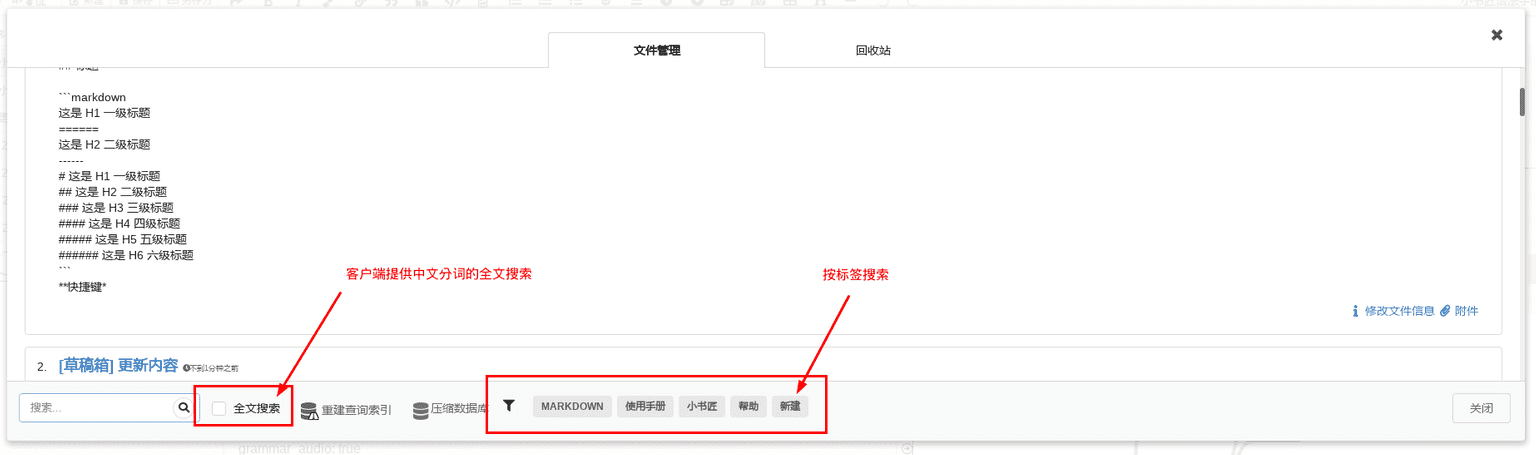 文件管理
回收站
## 标题
```markdown
这是 H1 一级标题
======
这是 H2 二级标题
------
# 这是 H1 一级标题
## 这是 H2 二级标题
### 这是 H3 三级标题
#### 这是 H4 四级标题
##### 这是 H5 五级标题
###### 这是 H6 六级标题
```
**快捷键*
客户端提供中文分词的全文搜索
按标签搜索
修改文件信息 附件
2. [草稿箱] 更新内容 不到1分钟之前
搜索... 全文搜索 重建查询索引 压缩数据库 MARKDOWN 使用手册 小书匠 帮助 新建 关闭
grammar_audio: true